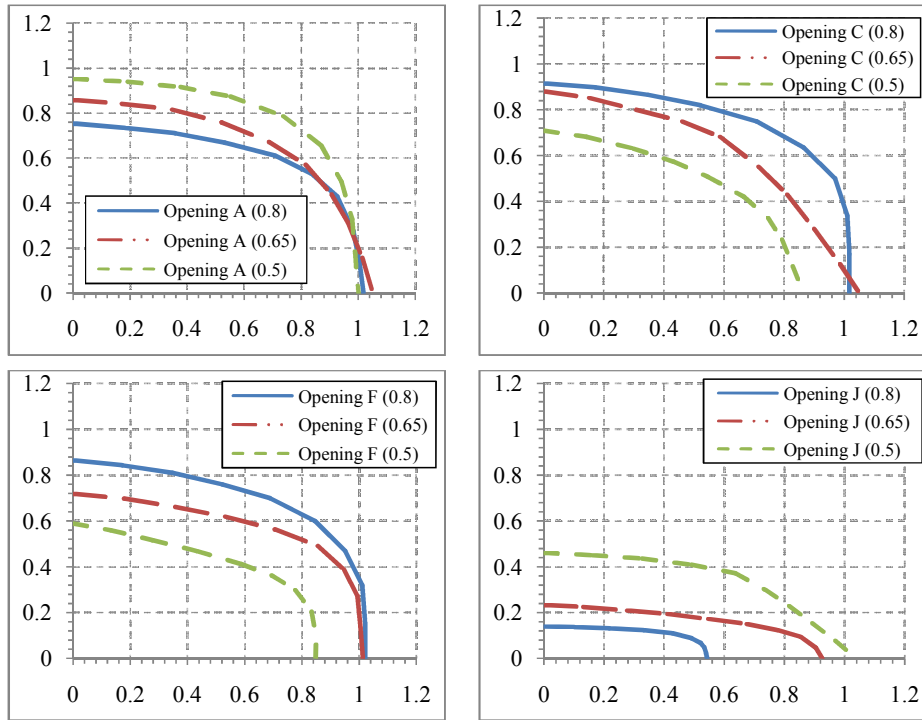 1.2
1
0.8
0.6
0.4
0.2
0
0 0.2 0.4 0.6 0.8 1 1.2
Opening A (0.8)
Opening A (0.65)
Opening A (0.5)
1.2
1
0.8
0.6
0.4
0.2
0
0 0.2 0.4 0.6 0.8 1 1.2
Opening C (0.8)
Opening C (0.65)
Opening C (0.5)
1.2
1
0.8
0.6
0.4
0.2
0
0 0.2 0.4 0.6 0.8 1 1.2
Opening F (0.8)
Opening F (0.65)
Opening F (0.5)
1.2
1
0.8
0.6
0.4
0.2
0
0 0.2 0.4 0.6 0.8 1 1.2
Opening J (0.8)
Opening J (0.65)
Opening J (0.5)